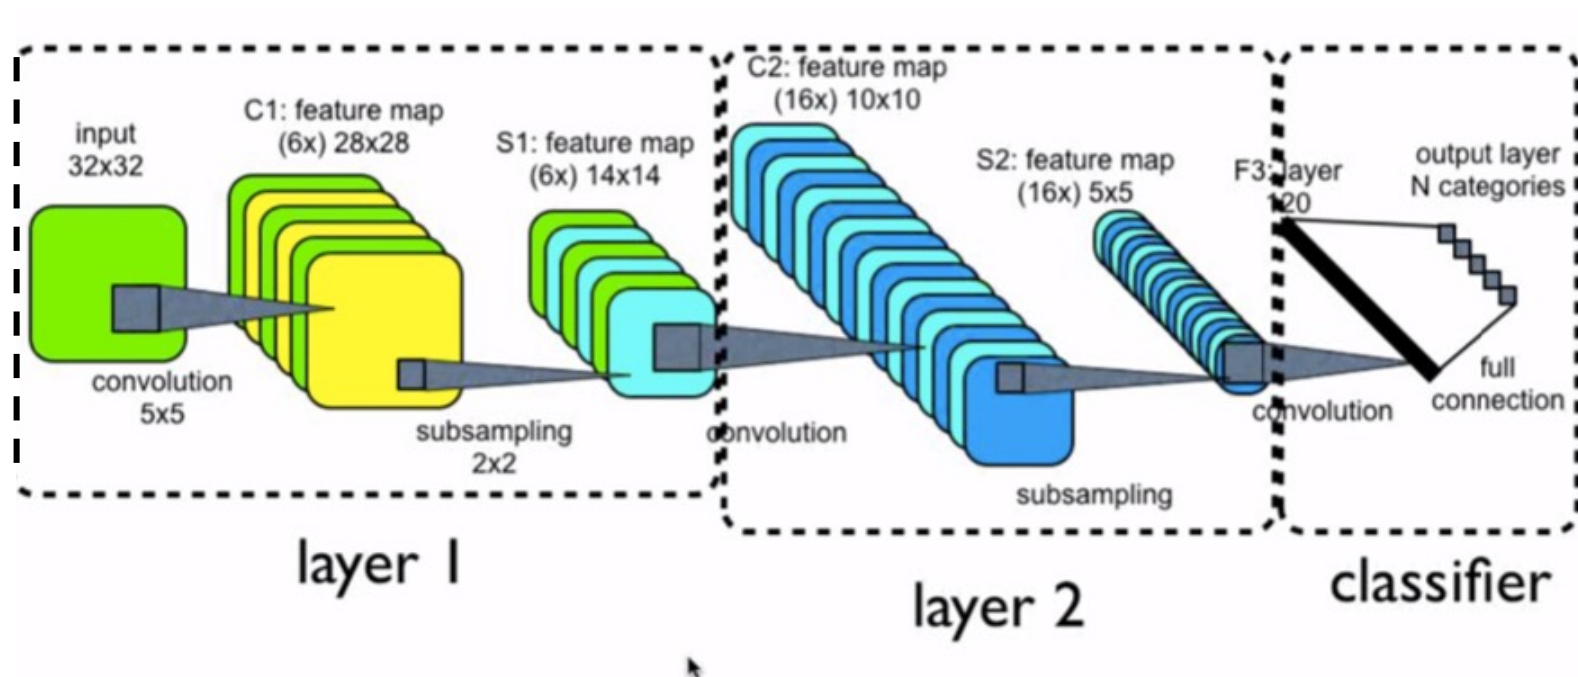 input
32x32
convolution
5x5
C1: feature map
(6x) 28x28
subsampling
2x2
S1: feature map
(6x) 14x14
convolution
C2: feature map
(16x) 10x10
subsampling
S2: feature map
(16x) 5x5
convolution
F3: layer
120
full
connection
output layer
N categories
layer 1
layer 2
classifier